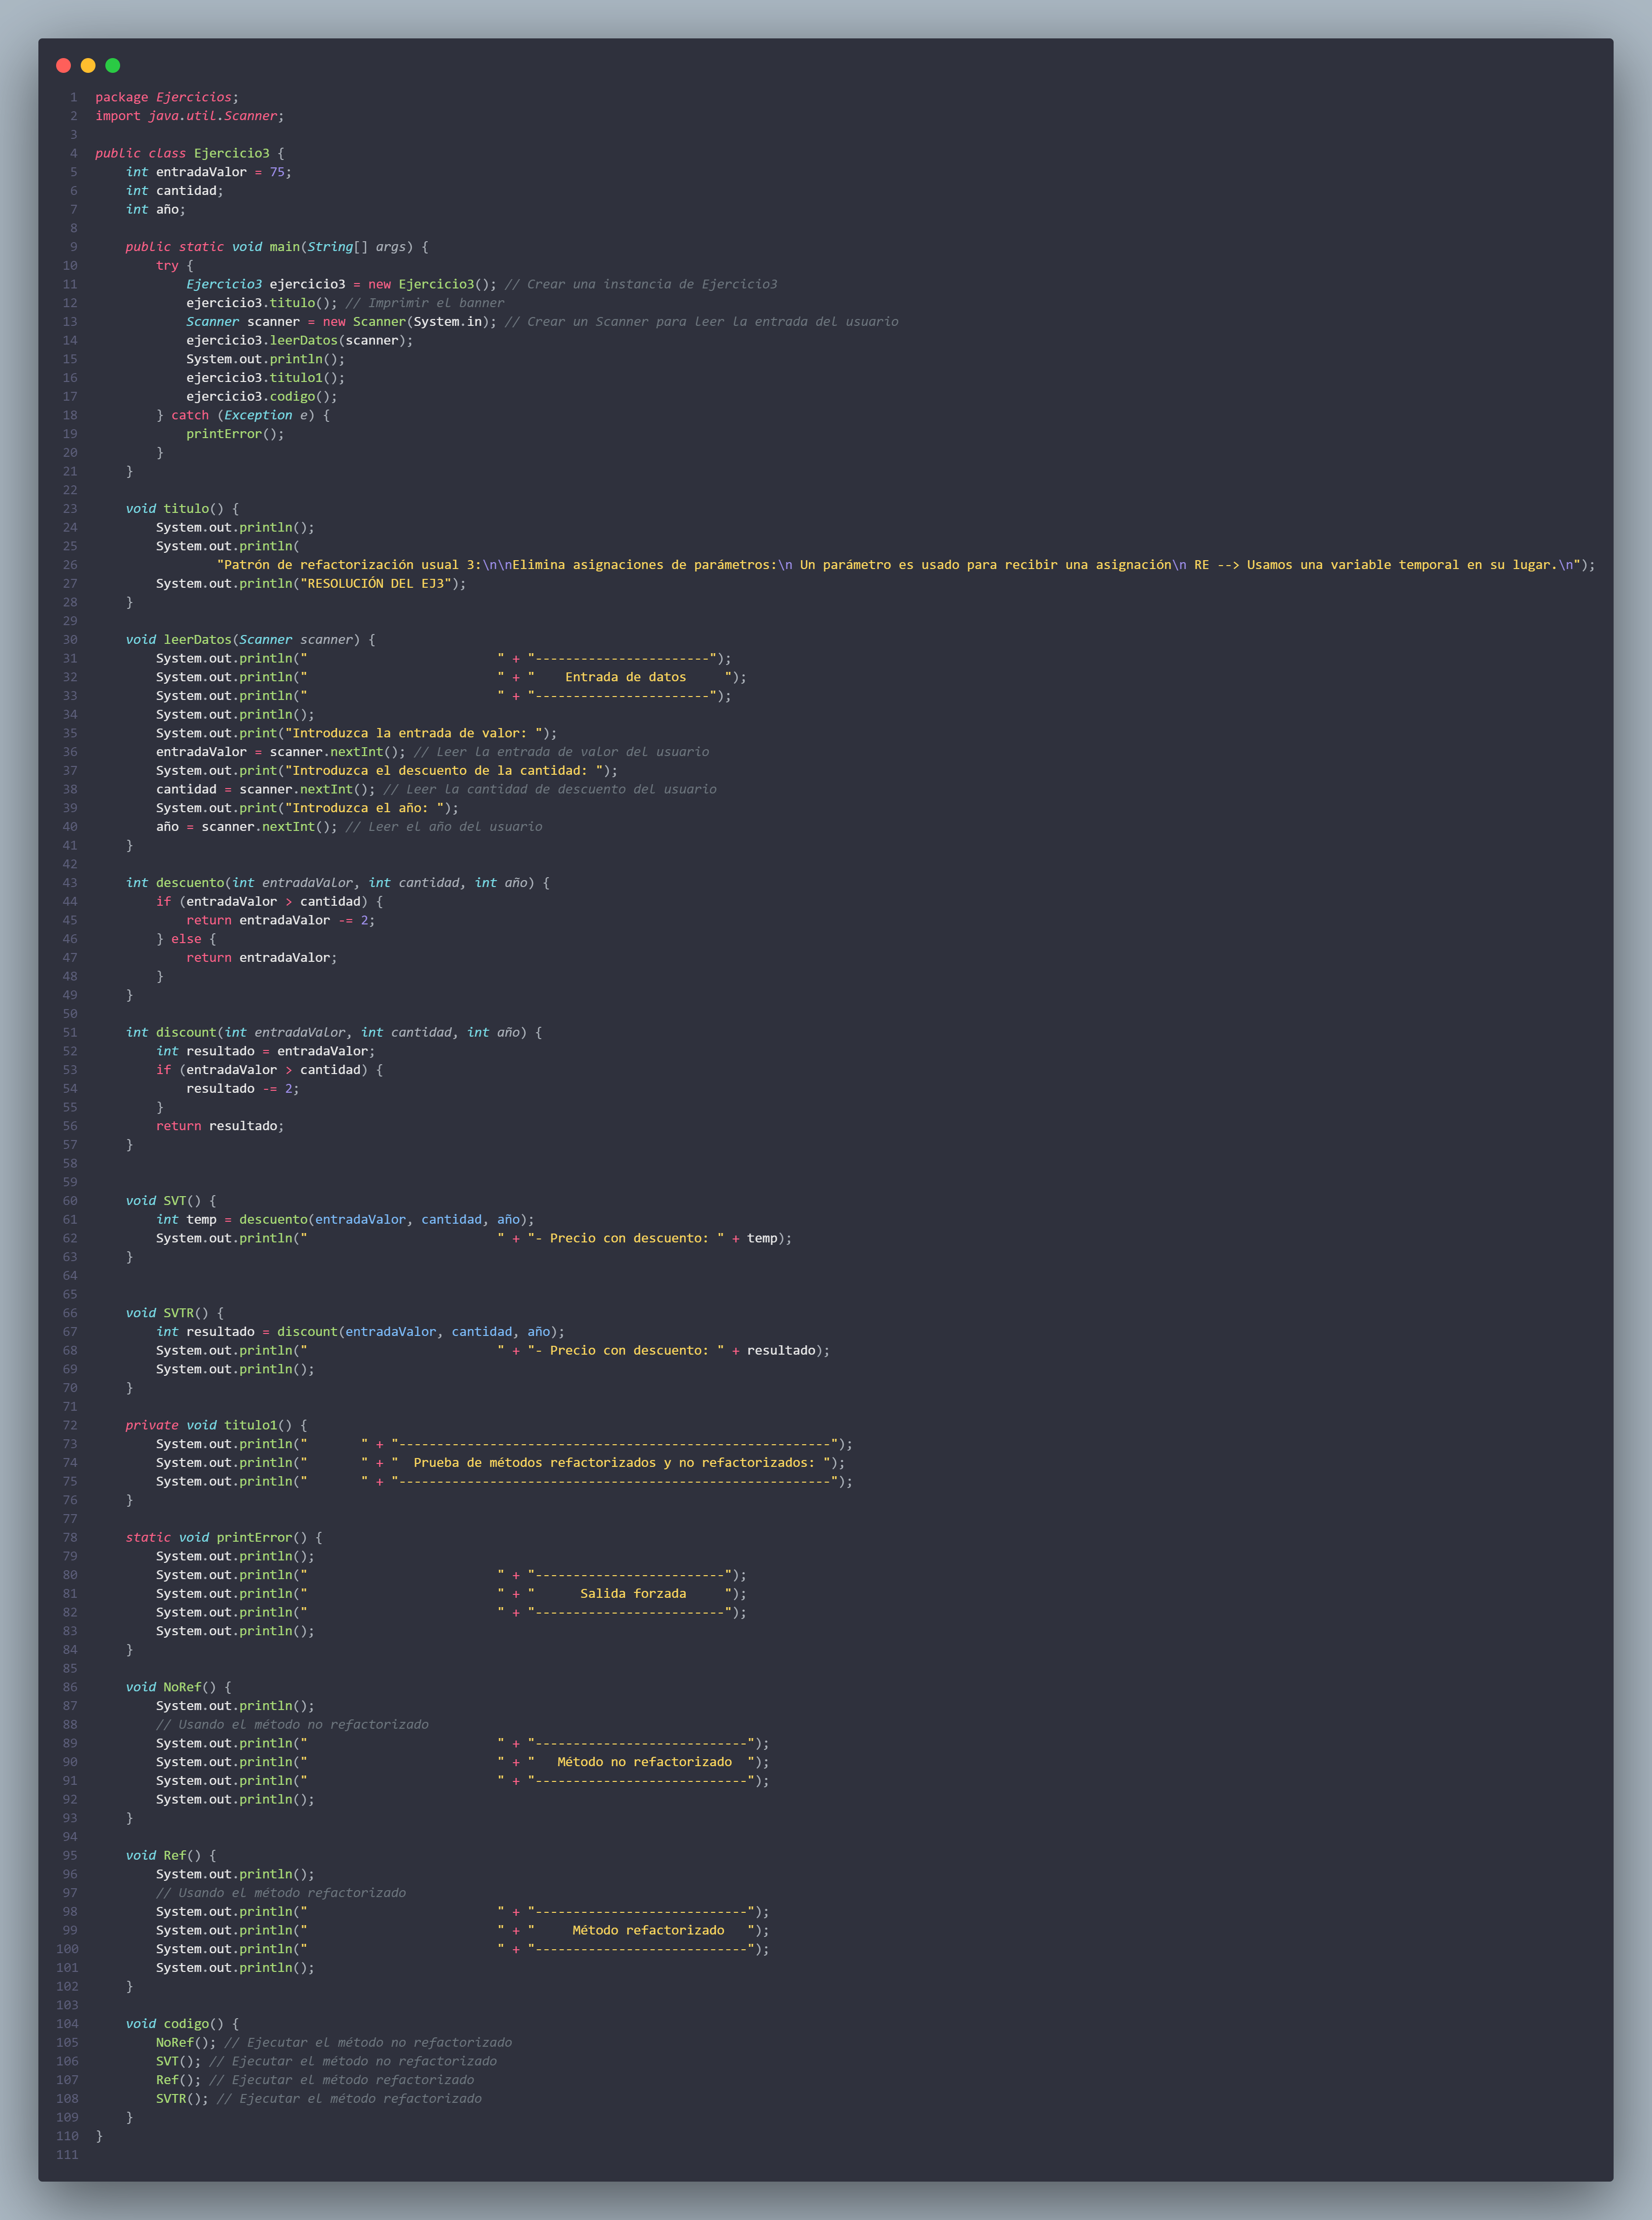 1 package Ejercicios;
2 import java.util.Scanner;
3
4 public class Ejercicio3 {
5     int entradaValor = 75;
6     int cantidad;
7     int año;
8
9     public static void main(String[] args) {
10         try {
11             Ejercicio3 ejercicio3 = new Ejercicio3(); // Crear una instancia de Ejercicio3
12             ejercicio3.titulo(); // Imprimir el banner
13             Scanner scanner = new Scanner(System.in); // Crear un Scanner para leer la entrada del usuario
14             ejercicio3.leerDatos(scanner);
15             System.out.println();
16             ejercicio3.titulo1();
17             ejercicio3.codigo();
18         } catch (Exception e) {
19             printError();
20         }
21     }
22
23     void titulo() {
24         System.out.println();
25         System.out.println(
26                 "Patrón de refactorización usual 3:\n\nElimina asignaciones de parámetros:\n Un parámetro es usado para recibir una asignación\n RE --> Usamos una variable temporal en su lugar.\n");
27         System.out.println("RESOLUCIÓN DEL EJ3");
28     }
29
30     void leerDatos(Scanner scanner) {
31         System.out.println("                         " + "-----------------------");
32         System.out.println("                         " + "    Entrada de datos     ");
33         System.out.println("                         " + "-----------------------");
34         System.out.println();
35         System.out.print("Introduzca la entrada de valor: ");
36         entradaValor = scanner.nextInt(); // Leer la entrada de valor del usuario
37         System.out.print("Introduzca el descuento de la cantidad: ");
38         cantidad = scanner.nextInt(); // Leer la cantidad de descuento del usuario
39         System.out.print("Introduzca el año: ");
40         año = scanner.nextInt(); // Leer el año del usuario
41     }
42
43     int descuento(int entradaValor, int cantidad, int año) {
44         if (entradaValor > cantidad) {
45             return entradaValor -= 2;
46         } else {
47             return entradaValor;
48         }
49     }
50
51     int discount(int entradaValor, int cantidad, int año) {
52         int resultado = entradaValor;
53         if (entradaValor > cantidad) {
54             resultado -= 2;
55         }
56         return resultado;
57     }
58
59
60     void SVT() {
61         int temp = descuento(entradaValor, cantidad, año);
62         System.out.println("                         " + "- Precio con descuento: " + temp);
63     }
64
65
66     void SVTR() {
67         int resultado = discount(entradaValor, cantidad, año);
68         System.out.println("                         " + "- Precio con descuento: " + resultado);
69         System.out.println();
70     }
71
72     private void titulo1() {
73         System.out.println("       " + "---------------------------------------------------------");
74         System.out.println("       " + "  Prueba de métodos refactorizados y no refactorizados: ");
75         System.out.println("       " + "---------------------------------------------------------");
76     }
77
78     static void printError() {
79         System.out.println();
80         System.out.println("                         " + "-------------------------");
81         System.out.println("                         " + "      Salida forzada     ");
82         System.out.println("                         " + "-------------------------");
83         System.out.println();
84     }
85
86     void NoRef() {
87         System.out.println();
88         // Usando el método no refactorizado
89         System.out.println("                         " + "----------------------------");
90         System.out.println("                         " + "   Método no refactorizado  ");
91         System.out.println("                         " + "----------------------------");
92         System.out.println();
93     }
94
95     void Ref() {
96         System.out.println();
97         // Usando el método refactorizado
98         System.out.println("                         " + "----------------------------");
99         System.out.println("                         " + "     Método refactorizado   ");
100         System.out.println("                         " + "----------------------------");
101         System.out.println();
102     }
103
104     void codigo() {
105         NoRef(); // Ejecutar el método no refactorizado
106         SVT(); // Ejecutar el método no refactorizado
107         Ref(); // Ejecutar el método refactorizado
108         SVTR(); // Ejecutar el método refactorizado
109     }
110 }
111